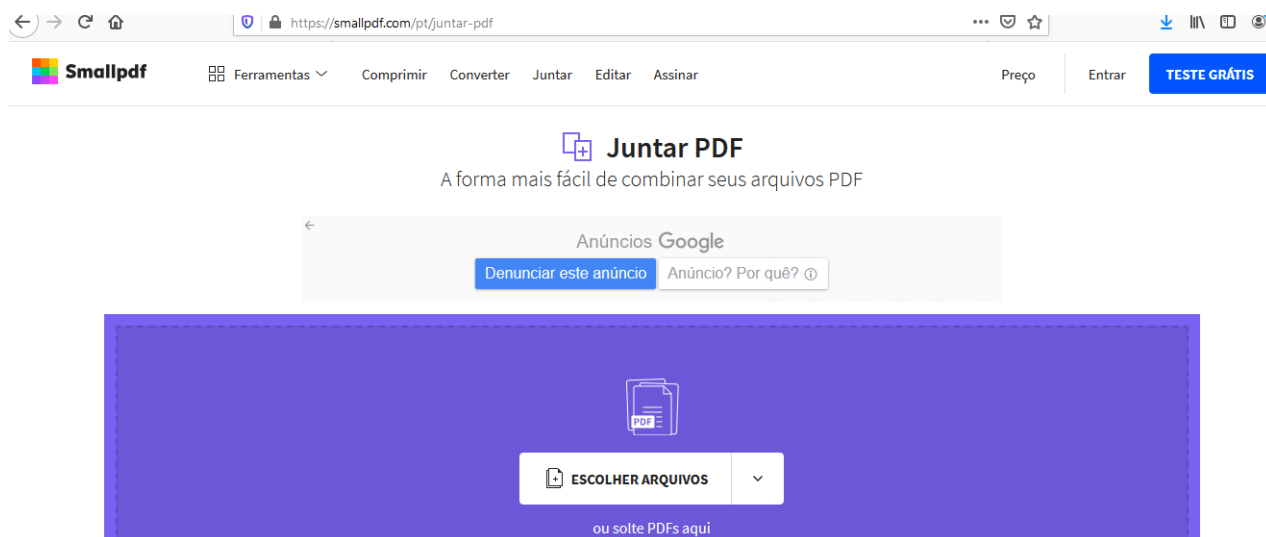 https://smallpdf.com/pt/juntar-pdf
Smallpdf Ferramentas Comprimir Converter Juntar Editar Assinar Preço Entrar TESTE GRÁTIS
Juntar PDF
A forma mais fácil de combinar seus arquivos PDF
Anúncios Google
Denunciar este anúncio Anúncio? Por quê?
PDF
ESCOLHER ARQUIVOS
ou solte PDFs aqui